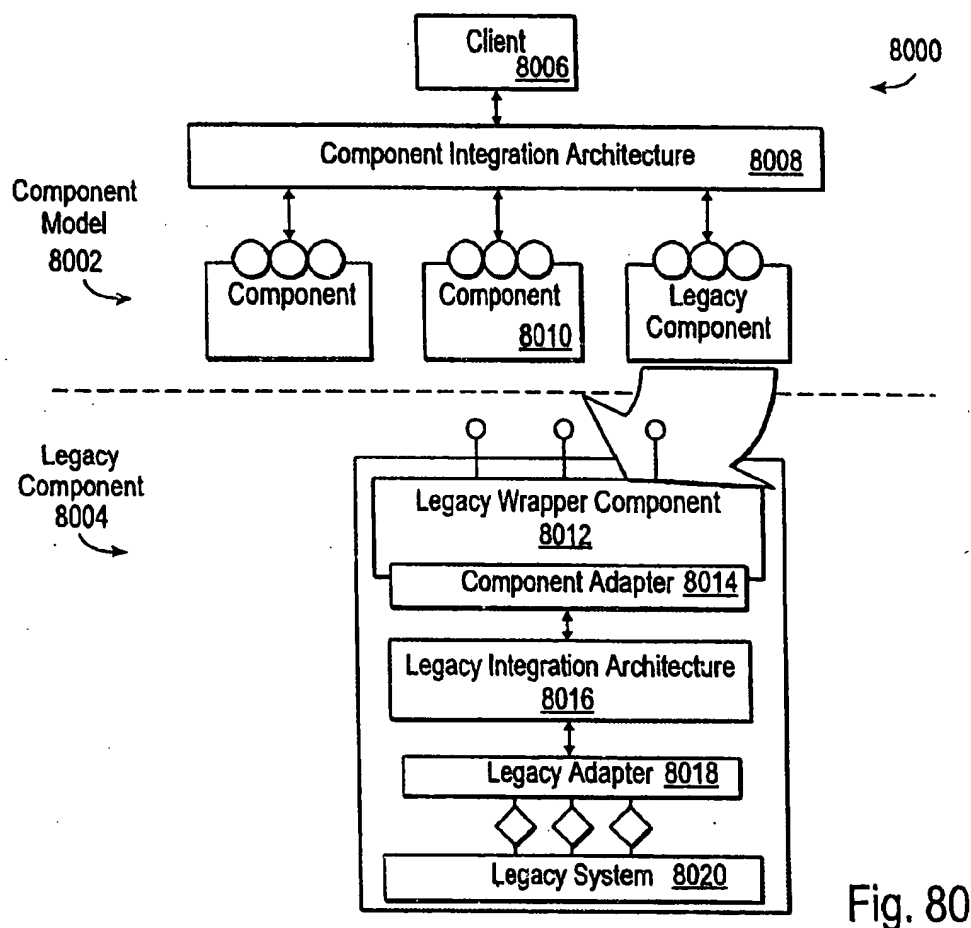 Client
8006
8000
Component Integration Architecture 8008
Component
Model
8002
Component
Component
8010
Legacy
Component
Legacy
Component
8004
Legacy Wrapper Component
8012
Component Adapter 8014
Legacy Integration Architecture
8016
Legacy Adapter 8018
Legacy System 8020
Fig. 80